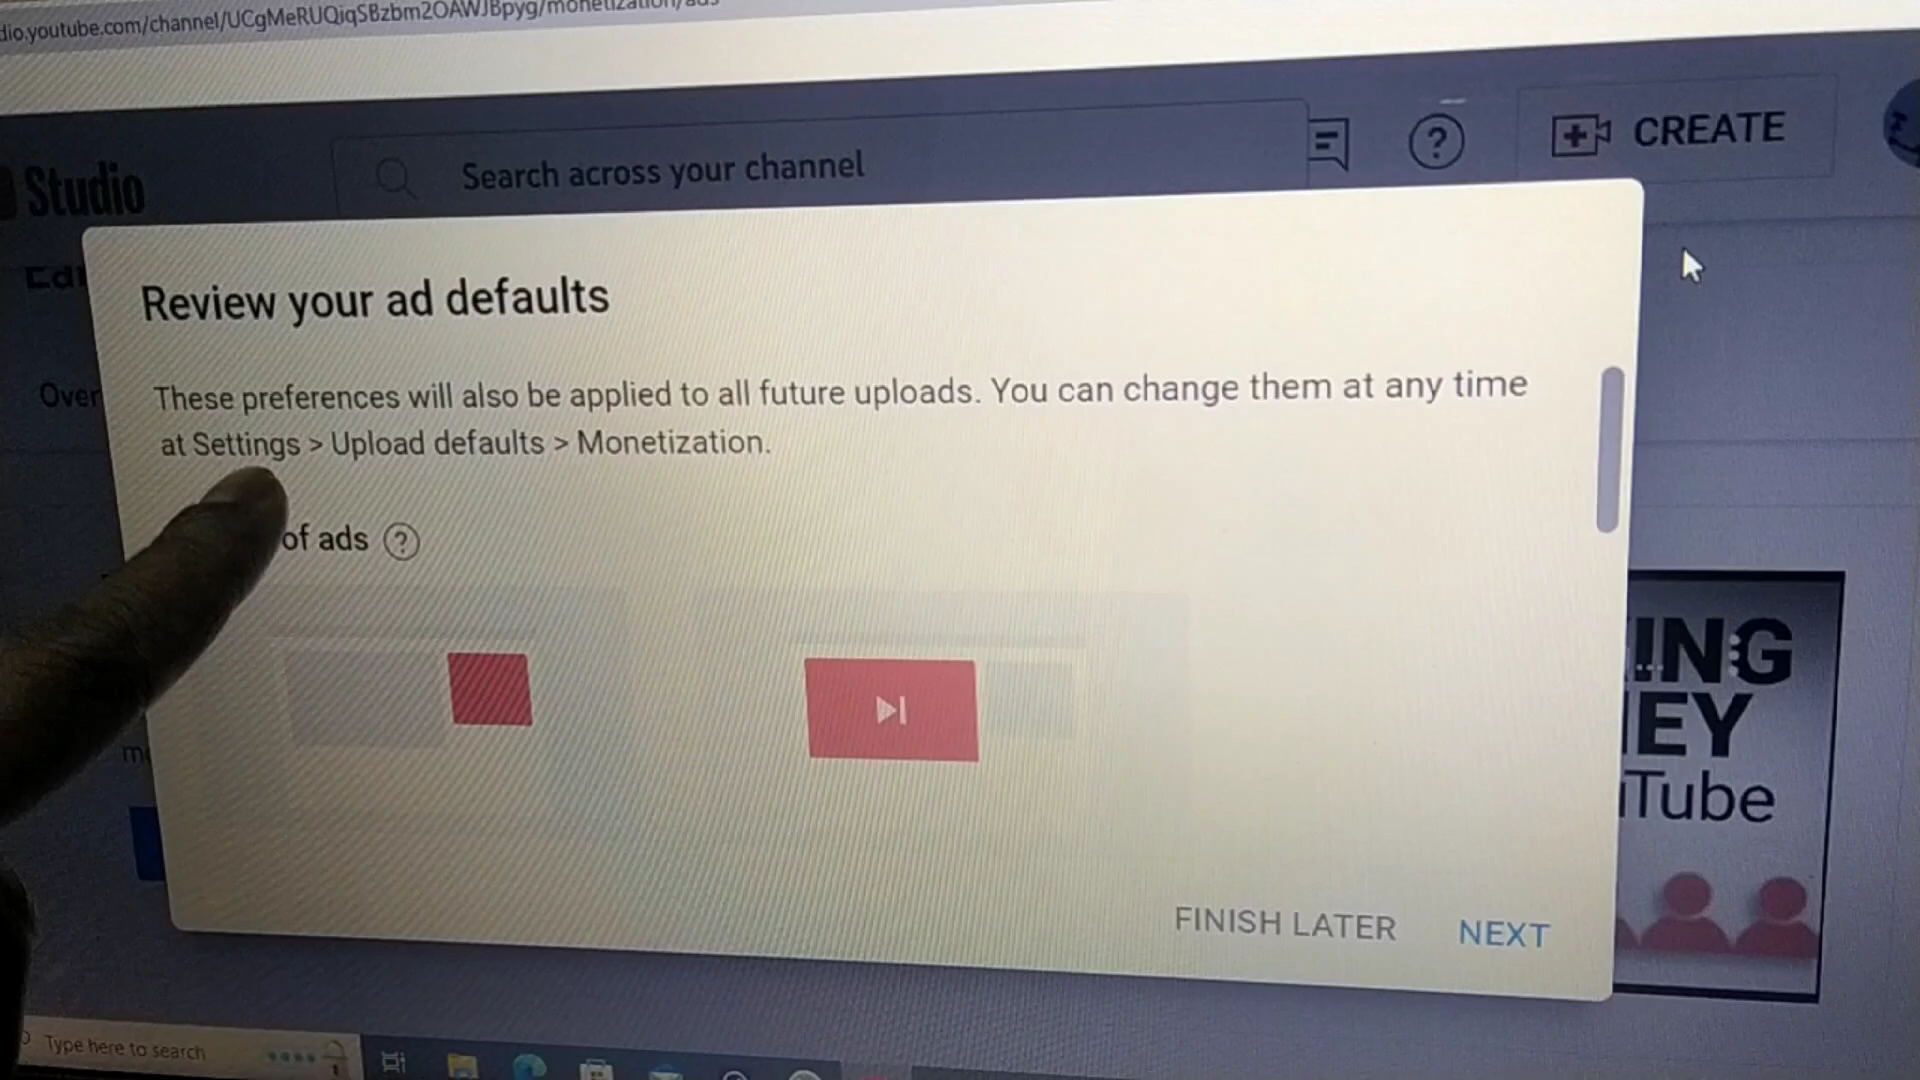 dio.youtube.com/channel/UCgMeRUQiqSBzbm2OAWJBpyg/monetization/ads
Studio
Search across your channel
CREATE
Review your ad defaults
These preferences will also be applied to all future uploads. You can change them at any time
at Settings > Upload defaults > Monetization.
Over
of ads
ING
EY
Tube
FINISH LATER
NEXT
Type here to search